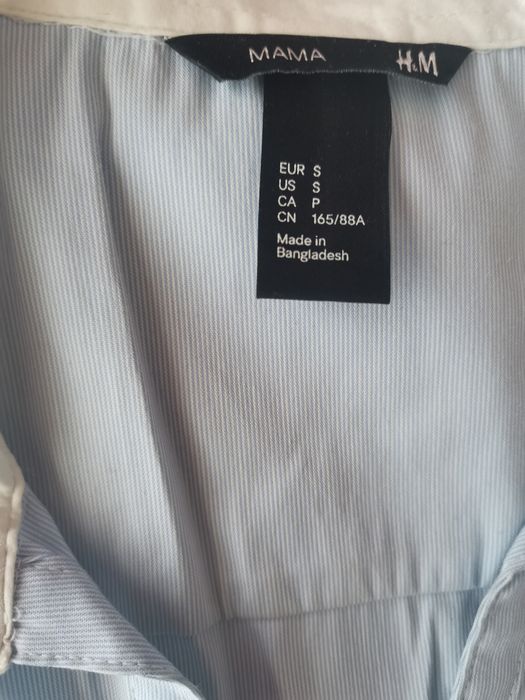 MAMA H&M
EUR S
US S
CA P
CN 165/88A
Made in
Bangladesh